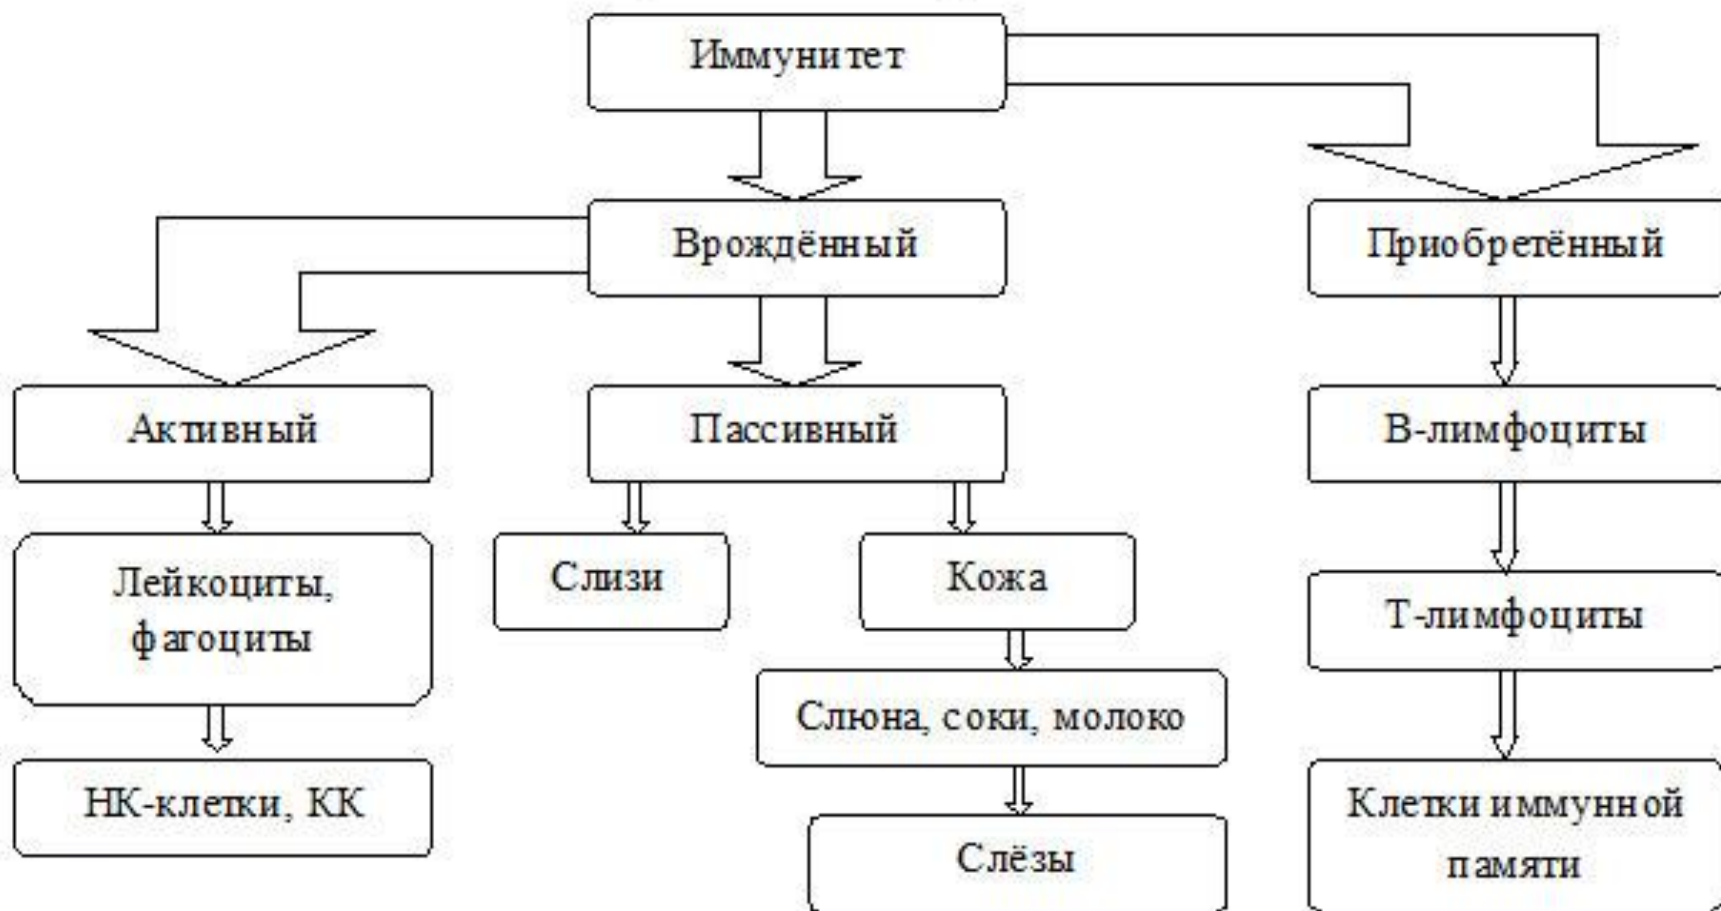 Иммунитет
Врождённый
Приобретённый
Активный
Пассивный
В-лимфоциты
Лейкоциты,
фагоциты
Слизи
Кожа
Т-лимфоциты
Слюна, соки, молоко
НК-клетки, КК
Слёзы
Клетки иммунной
памяти